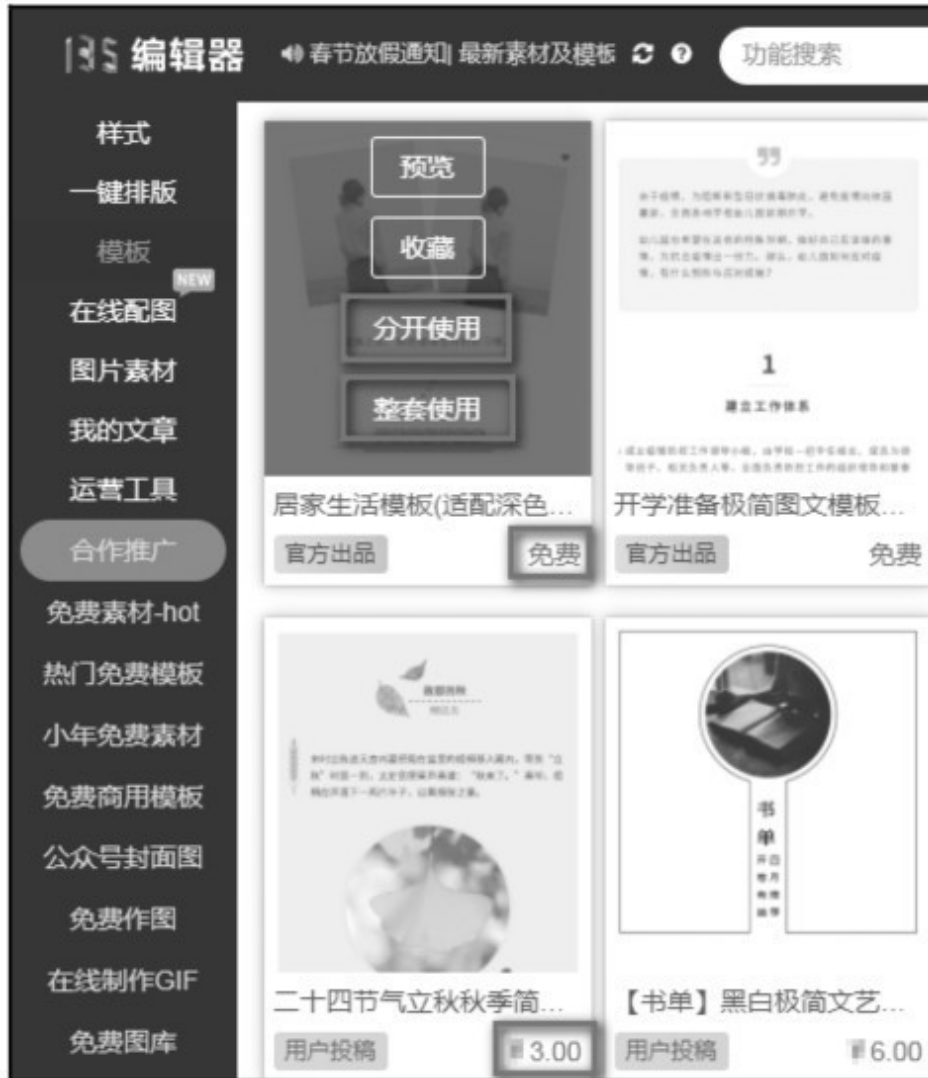 135 编辑器
春节放假通知| 最新素材及模板
功能搜索
样式
一键排版
模板
NEW
在线配图
图片素材
我的文章
运营工具
合作推广
免费素材-hot
热门免费模板
小年免费素材
免费商用模板
公众号封面图
免费作图
在线制作GIF
免费图库
预览
收藏
分开使用
整套使用
居家生活模板(适配深色...
官方出品
免费
1
建立工作体系
开学准备极简图文模板...
官方出品
免费
二十四节气立秋秋季简...
用户投稿
3.00
书
单
【书单】黑白极简文艺...
用户投稿
6.00